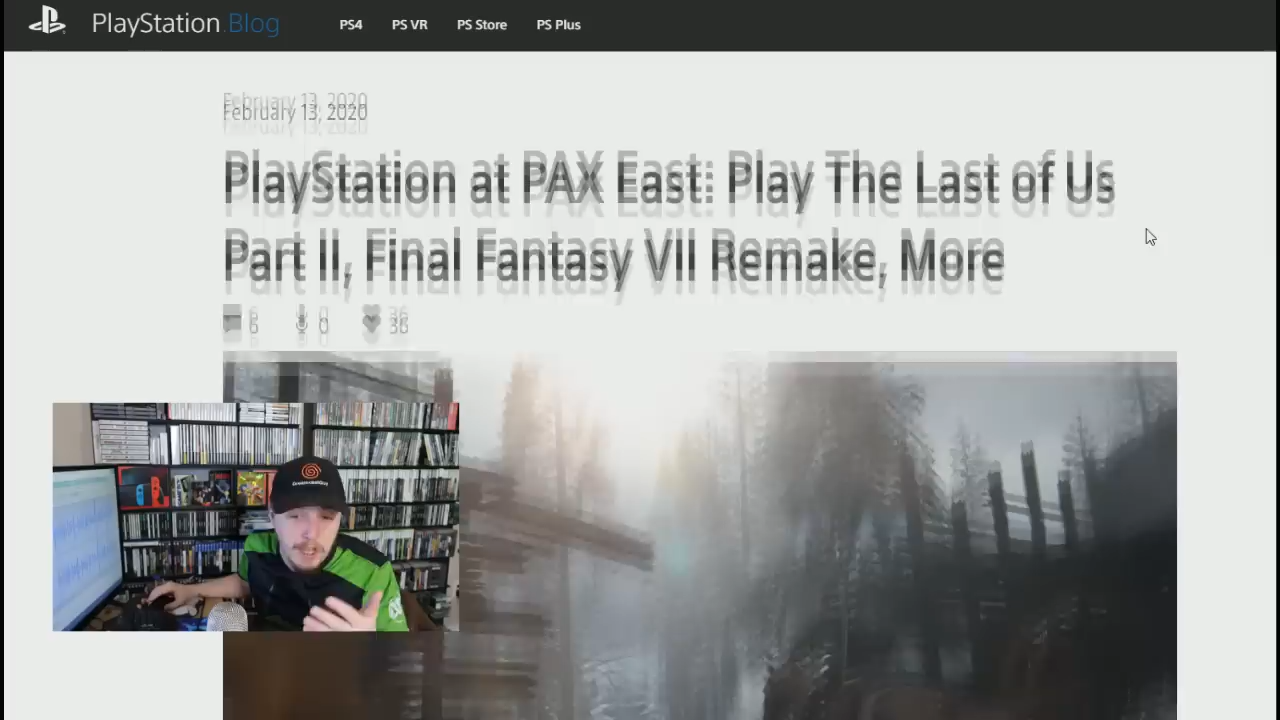 PlayStation.Blog
PS4
PS VR
PS Store
PS Plus
February 13, 2020
PlayStation at PAX East: Play The Last of Us
Part II, Final Fantasy VII Remake, More
6
0
36